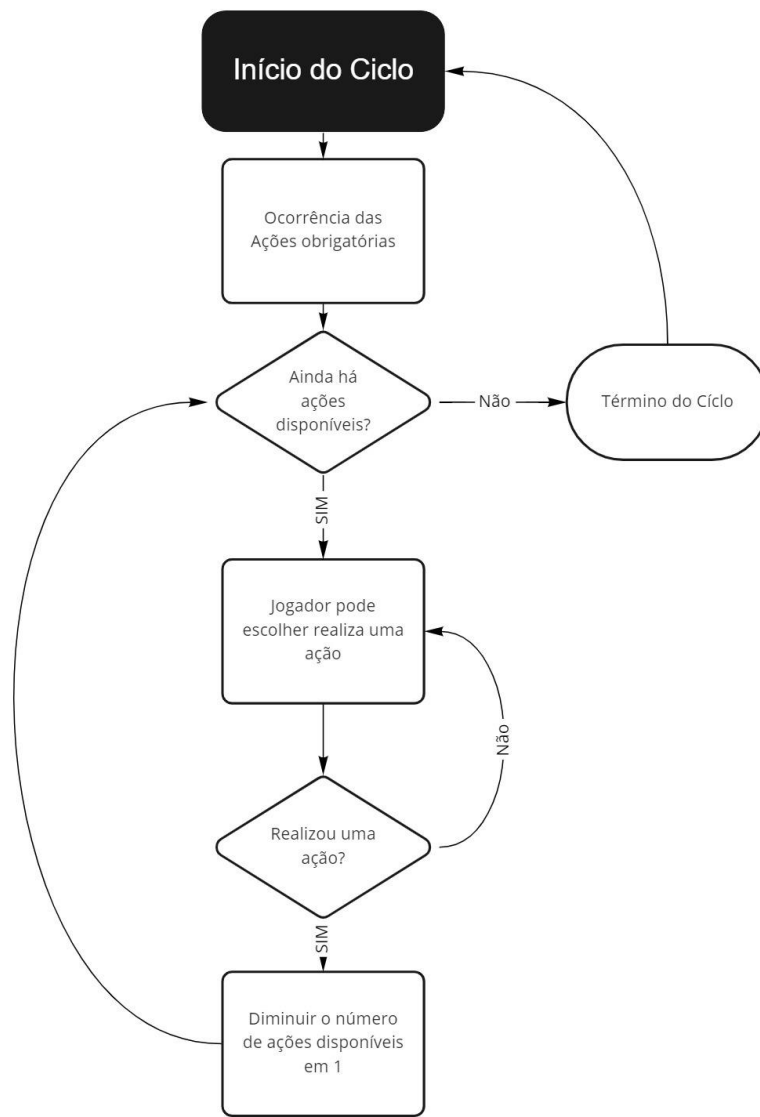 Início do Ciclo
Ocorrência das
Ações obrigatórias
Ainda há
ações
disponíveis?
Não
Término do Cíclo
SIM
Jogador pode
escolher realiza uma
ação
Não
Realizou uma
ação?
SIM
Diminuir o número
de ações disponíveis
em 1